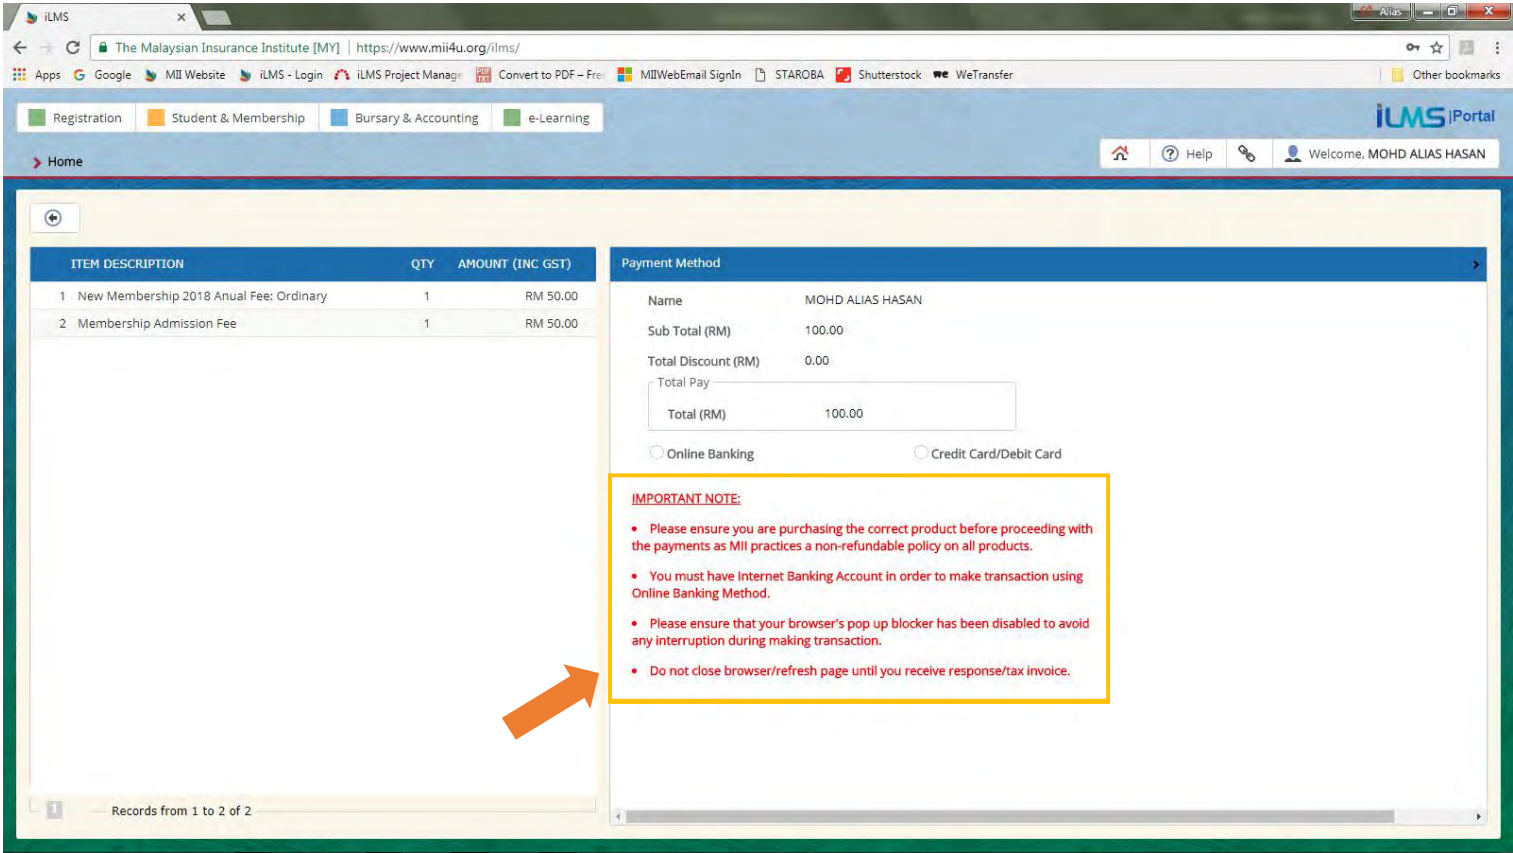 iLMS
Alias
The Malaysian Insurance Institute [MY] | https://www.mii4u.org/ilms/
Apps Google MII Website iLMS - Login iLMS Project Manage Convert to PDF – Fre MIIWebEmail SignIn STAROBA Shutterstock we WeTransfer Other bookmarks
Registration Student & Membership Bursary & Accounting e-Learning
iLMS |Portal
Home
Help Welcome, MOHD ALIAS HASAN
ITEM DESCRIPTION QTY AMOUNT (INC GST)
1 New Membership 2018 Anual Fee: Ordinary 1 RM 50.00
2 Membership Admission Fee 1 RM 50.00
Records from 1 to 2 of 2
Payment Method
Name MOHD ALIAS HASAN
Sub Total (RM) 100.00
Total Discount (RM) 0.00
Total Pay
Total (RM) 100.00
Online Banking Credit Card/Debit Card
IMPORTANT NOTE:
• Please ensure you are purchasing the correct product before proceeding with
the payments as MII practices a non-refundable policy on all products.
• You must have Internet Banking Account in order to make transaction using
Online Banking Method.
• Please ensure that your browser's pop up blocker has been disabled to avoid
any interruption during making transaction.
• Do not close browser/refresh page until you receive response/tax invoice.